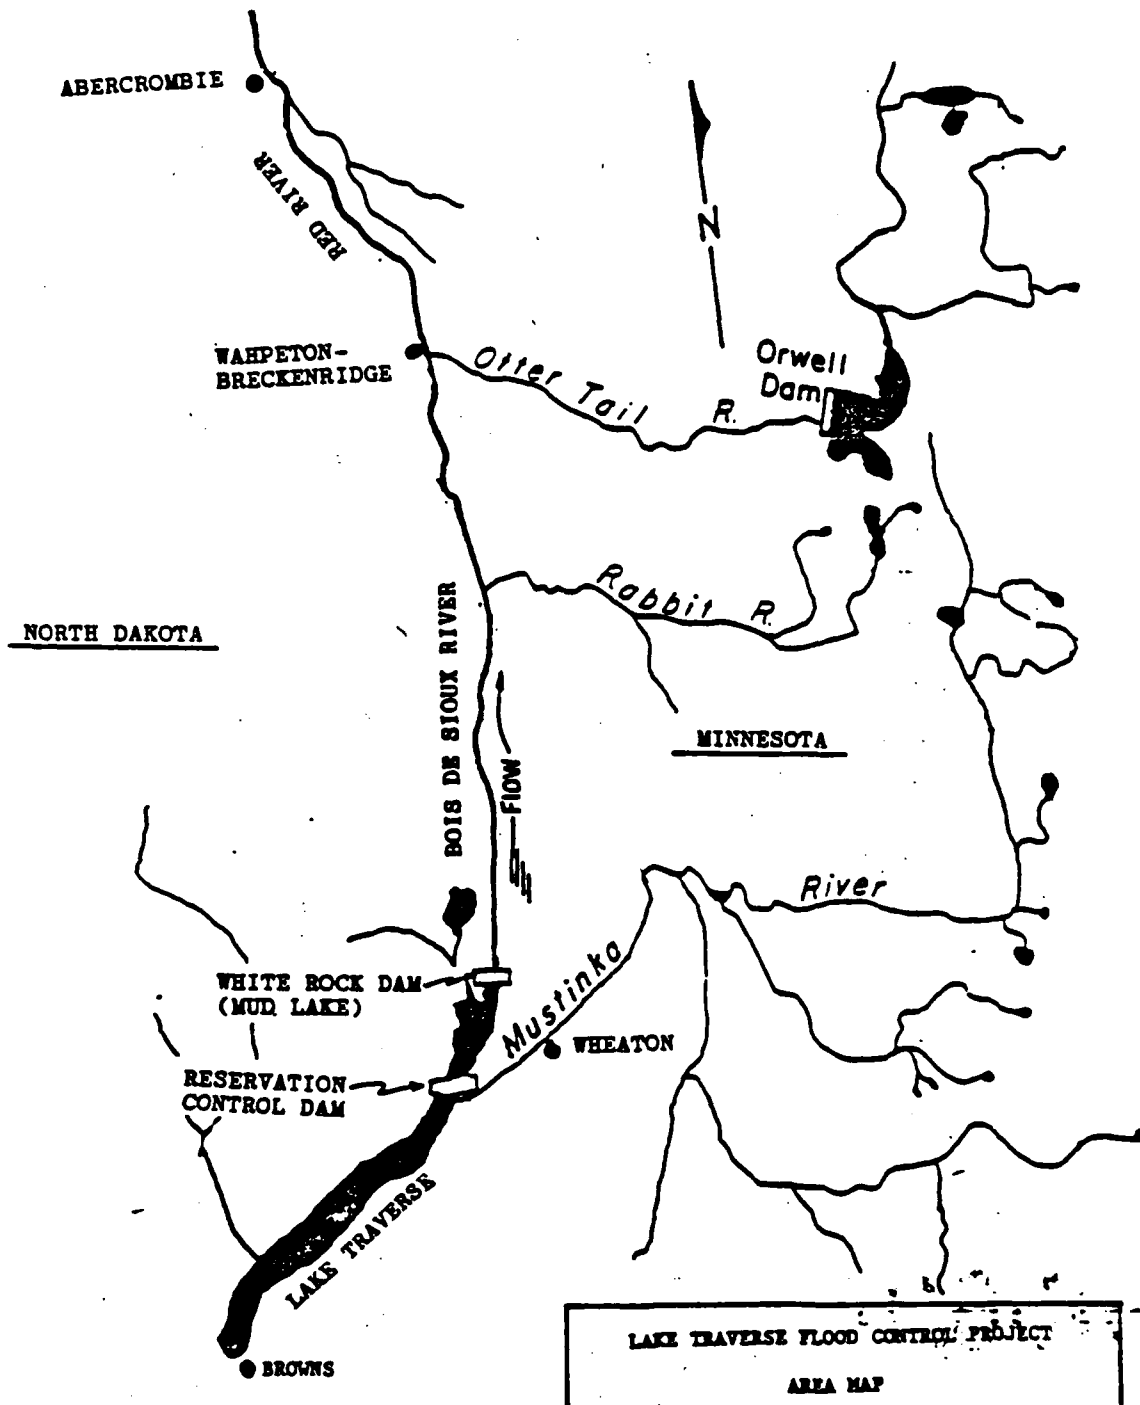 ABERCROMBIE
RED RIVER
N
WAHPETON-
BRECKENRIDGE
Otter Tail R.
Orwell
Dam
Rabbit R.
NORTH DAKOTA
BOIS DE SIOUX RIVER
MINNESOTA
FLOW
River
Mustinka
WHITE ROCK DAM
(MUD LAKE)
WHEATON
RESERVATION
CONTROL DAM
LAKE TRAVERSE
BROWNS
LAKE TRAVERSE FLOOD CONTROL PROJECT
AREA MAP